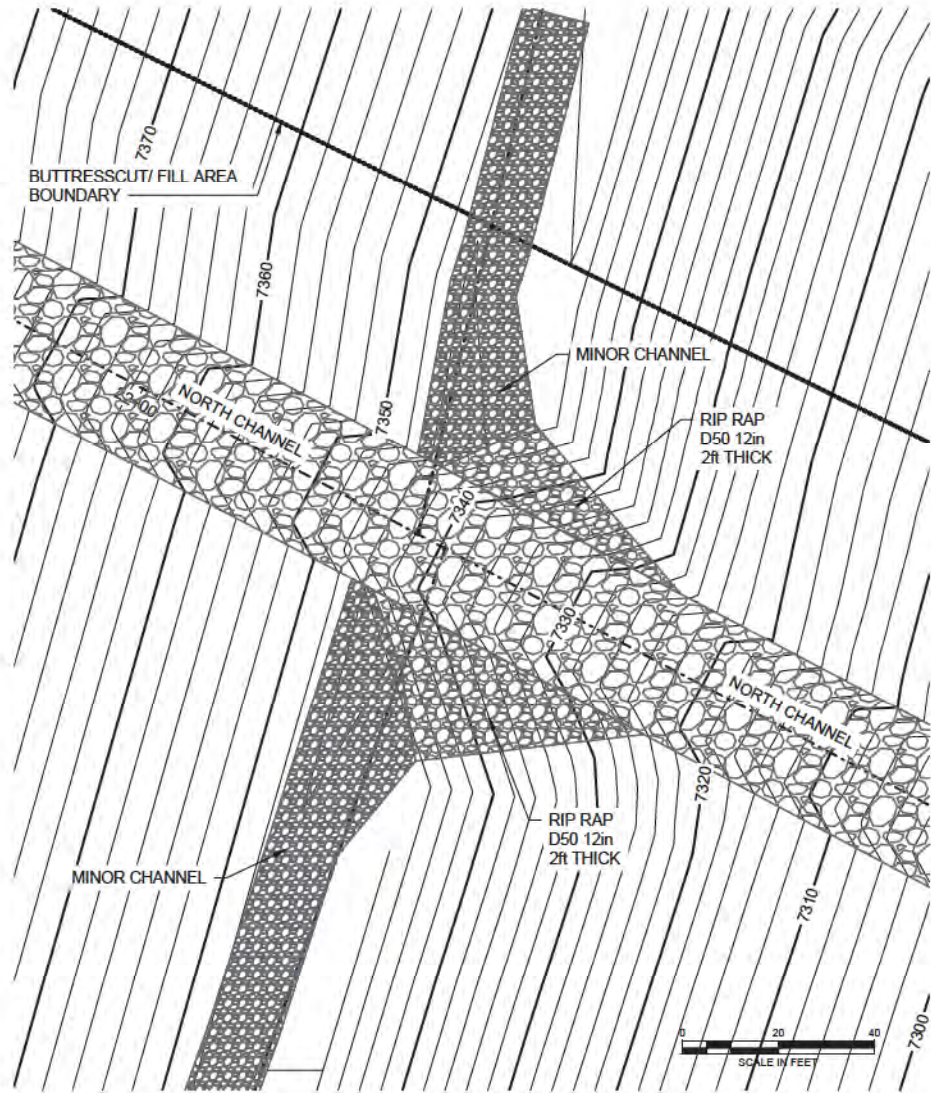 7370
BUTTRESSCUT/ FILL AREA
BOUNDARY
7360
MINOR CHANNEL
NORTH CHANNEL
7350
RIP RAP
D50 12in
2ft THICK
7340
7330
NORTH CHANNEL
7320
RIP RAP
D50 12in
2ft THICK
MINOR CHANNEL
7310
7300
0 20 40
SCALE IN FEET